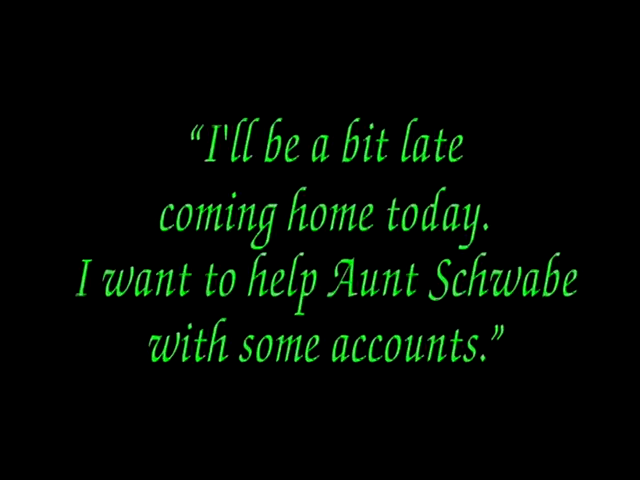 “I'll be a bit late
coming home today.
I want to help Aunt Schwabe
with some accounts.”